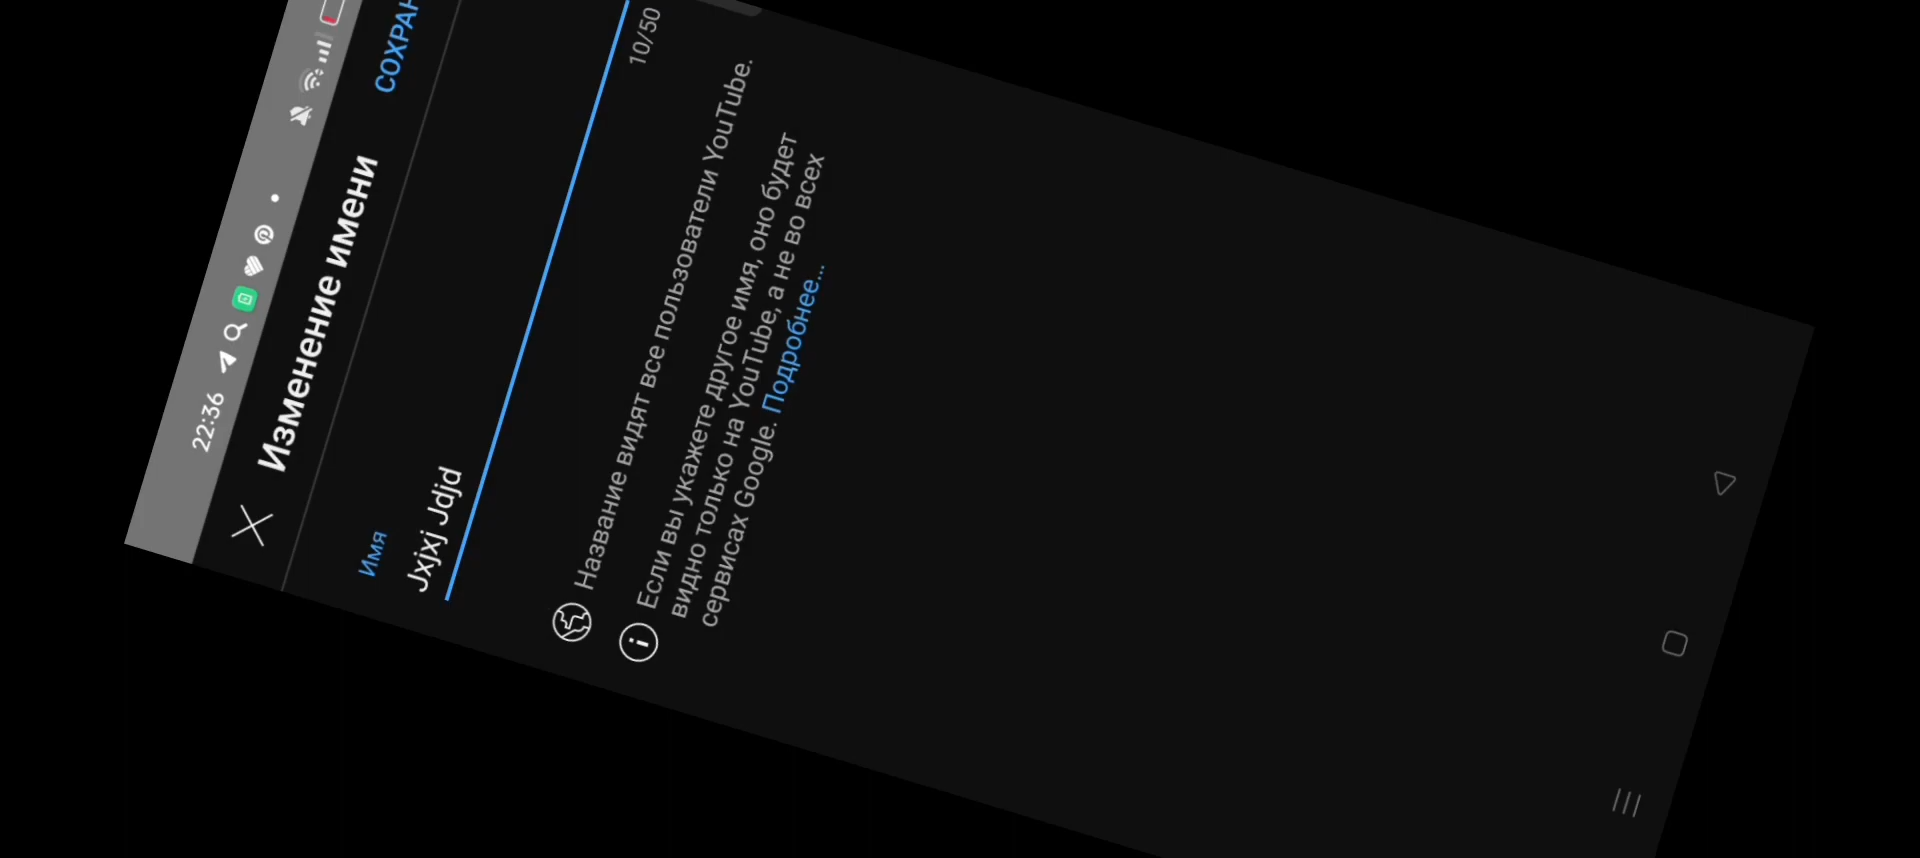 22:36
Изменение имени
СОХРАН
Имя
Jxjxj Jdjd
10/50
Название видят все пользователи YouTube.
Если вы укажете другое имя, оно будет
видно только на YouTube, а не во всех
сервисах Google. Подробнее...